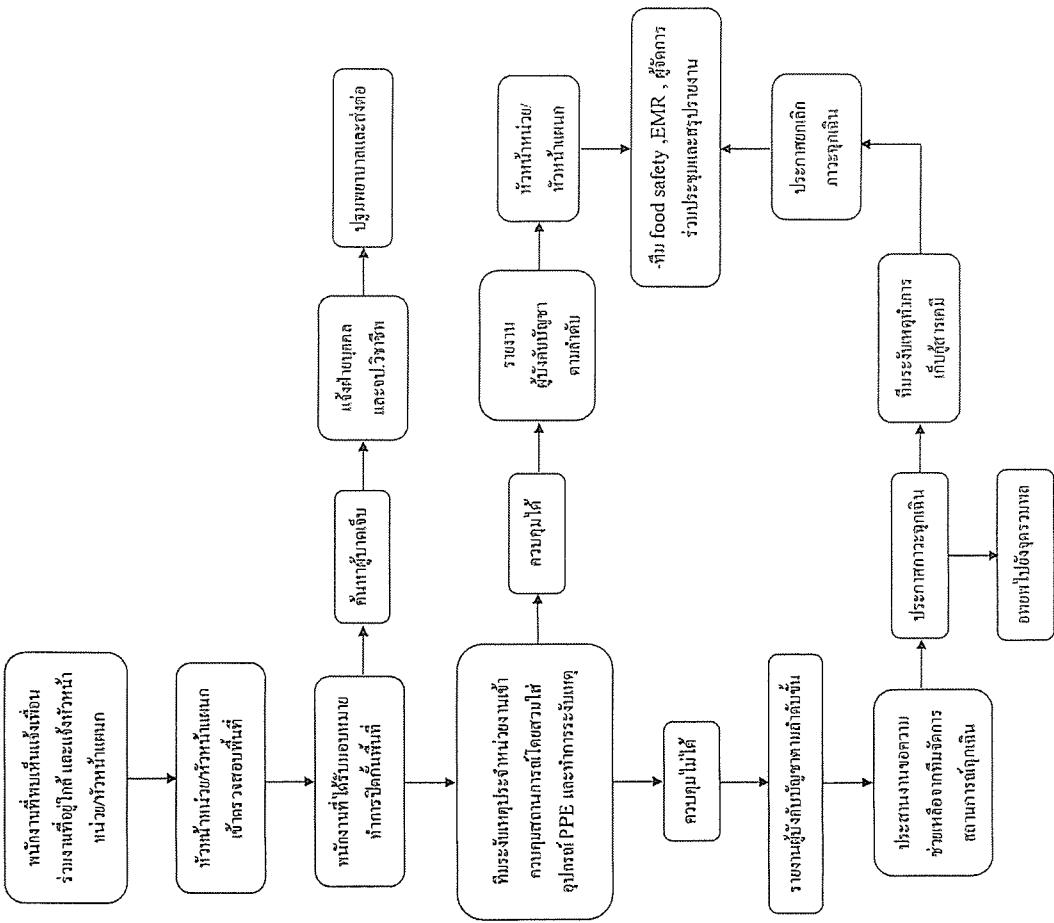 พนักงานที่พบเห็นแจ้งเพื่อน
ร่วมงานที่อยู่ใกล้ และแจ้งหัวหน้า
หน่วย/หัวหน้าแผนก
หัวหน้าหน่วย/หัวหน้าแผนก
เข้าตรวจสอบพื้นที่
พนักงานที่ได้รับมอบหมาย
ทำการปิดกั้นพื้นที่
ค้นหาผู้บาดเจ็บ
แจ้งฝ่ายบุคคล
และจป.วิชาชีพ
ปฐมพยาบาลและส่งต่อ
ทีมระงับเหตุประจำหน่วยงานเข้า
ควบคุมสถานการณ์โดยสวมใส่
อุปกรณ์ PPE และทำการระงับเหตุ
ควบคุมได้
รายงาน
ผู้บังคับบัญชา
ตามลำดับ
หัวหน้าหน่วย/
หัวหน้าแผนก
-ทีม food safety ,EMR , ผู้จัดการ
ร่วมประชุมและสรุปรายงาน
ควบคุมไม่ได้
รายงานผู้บังคับบัญชาตามลำดับขั้น
ประสานงานขอความ
ช่วยเหลือจากทีมจัดการ
สถานการณ์ฉุกเฉิน
ประกาศภาวะฉุกเฉิน
อพยพไปยังจุดรวมพล
ทีมระงับเหตุทำการ
เก็บกู้สารเคมี
ประกาศยกเลิก
ภาวะฉุกเฉิน